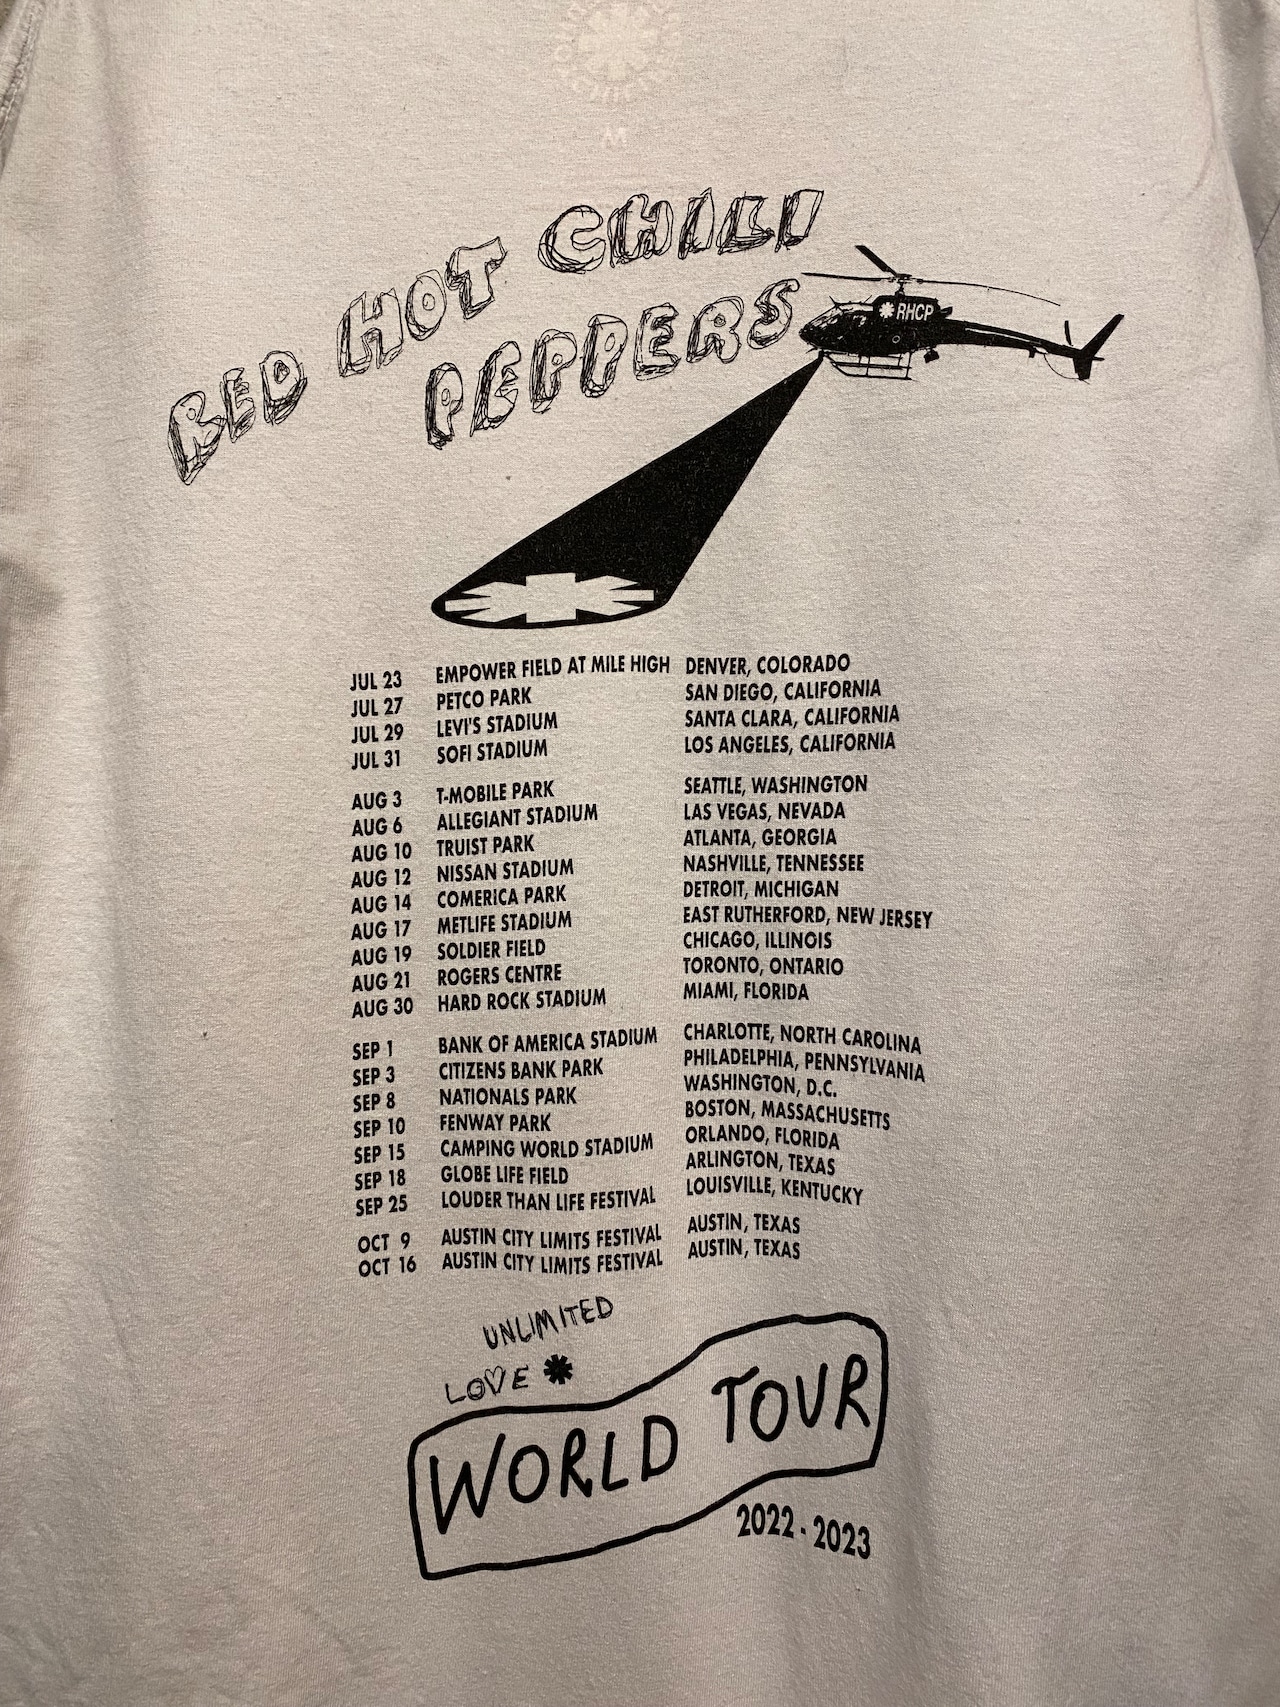 M
RED HOT CHILI
PEPPERS
RHCP
JUL 23 EMPOWER FIELD AT MILE HIGH DENVER, COLORADO
JUL 27 PETCO PARK SAN DIEGO, CALIFORNIA
JUL 29 LEVI'S STADIUM SANTA CLARA, CALIFORNIA
JUL 31 SOFI STADIUM LOS ANGELES, CALIFORNIA
AUG 3 T-MOBILE PARK SEATTLE, WASHINGTON
AUG 6 ALLEGIANT STADIUM LAS VEGAS, NEVADA
AUG 10 TRUIST PARK ATLANTA, GEORGIA
AUG 12 NISSAN STADIUM NASHVILLE, TENNESSEE
AUG 14 COMERICA PARK DETROIT, MICHIGAN
AUG 17 METLIFE STADIUM EAST RUTHERFORD, NEW JERSEY
AUG 19 SOLDIER FIELD CHICAGO, ILLINOIS
AUG 21 ROGERS CENTRE TORONTO, ONTARIO
AUG 30 HARD ROCK STADIUM MIAMI, FLORIDA
SEP 1 BANK OF AMERICA STADIUM CHARLOTTE, NORTH CAROLINA
SEP 3 CITIZENS BANK PARK PHILADELPHIA, PENNSYLVANIA
SEP 8 NATIONALS PARK WASHINGTON, D.C.
SEP 10 FENWAY PARK BOSTON, MASSACHUSETTS
SEP 15 CAMPING WORLD STADIUM ORLANDO, FLORIDA
SEP 18 GLOBE LIFE FIELD ARLINGTON, TEXAS
SEP 25 LOUDER THAN LIFE FESTIVAL LOUISVILLE, KENTUCKY
OCT 9 AUSTIN CITY LIMITS FESTIVAL AUSTIN, TEXAS
OCT 16 AUSTIN CITY LIMITS FESTIVAL AUSTIN, TEXAS
UNLIMITED
LOVE
WORLD TOUR
2022-2023